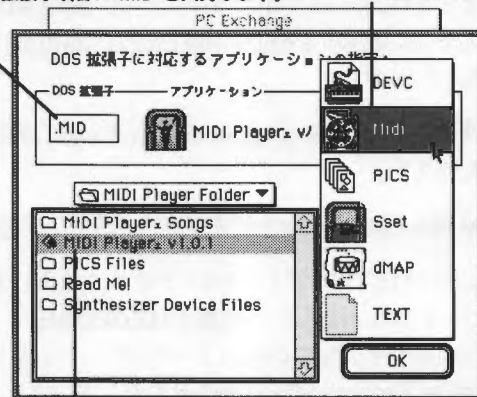 PC Exchange
DOS 拡張子に対応するアプリケーションの指定:
DOS 拡張子
アプリケーション
.MID
MIDI Player± v/
DEVC
Midi
PICS
Sset
dMAP
TEXT
MIDI Player Folder ▼
MIDI Player± Songs
MIDI Player± v1.0.1
PICS Files
Read Me!
Synthesizer Device Files
OK